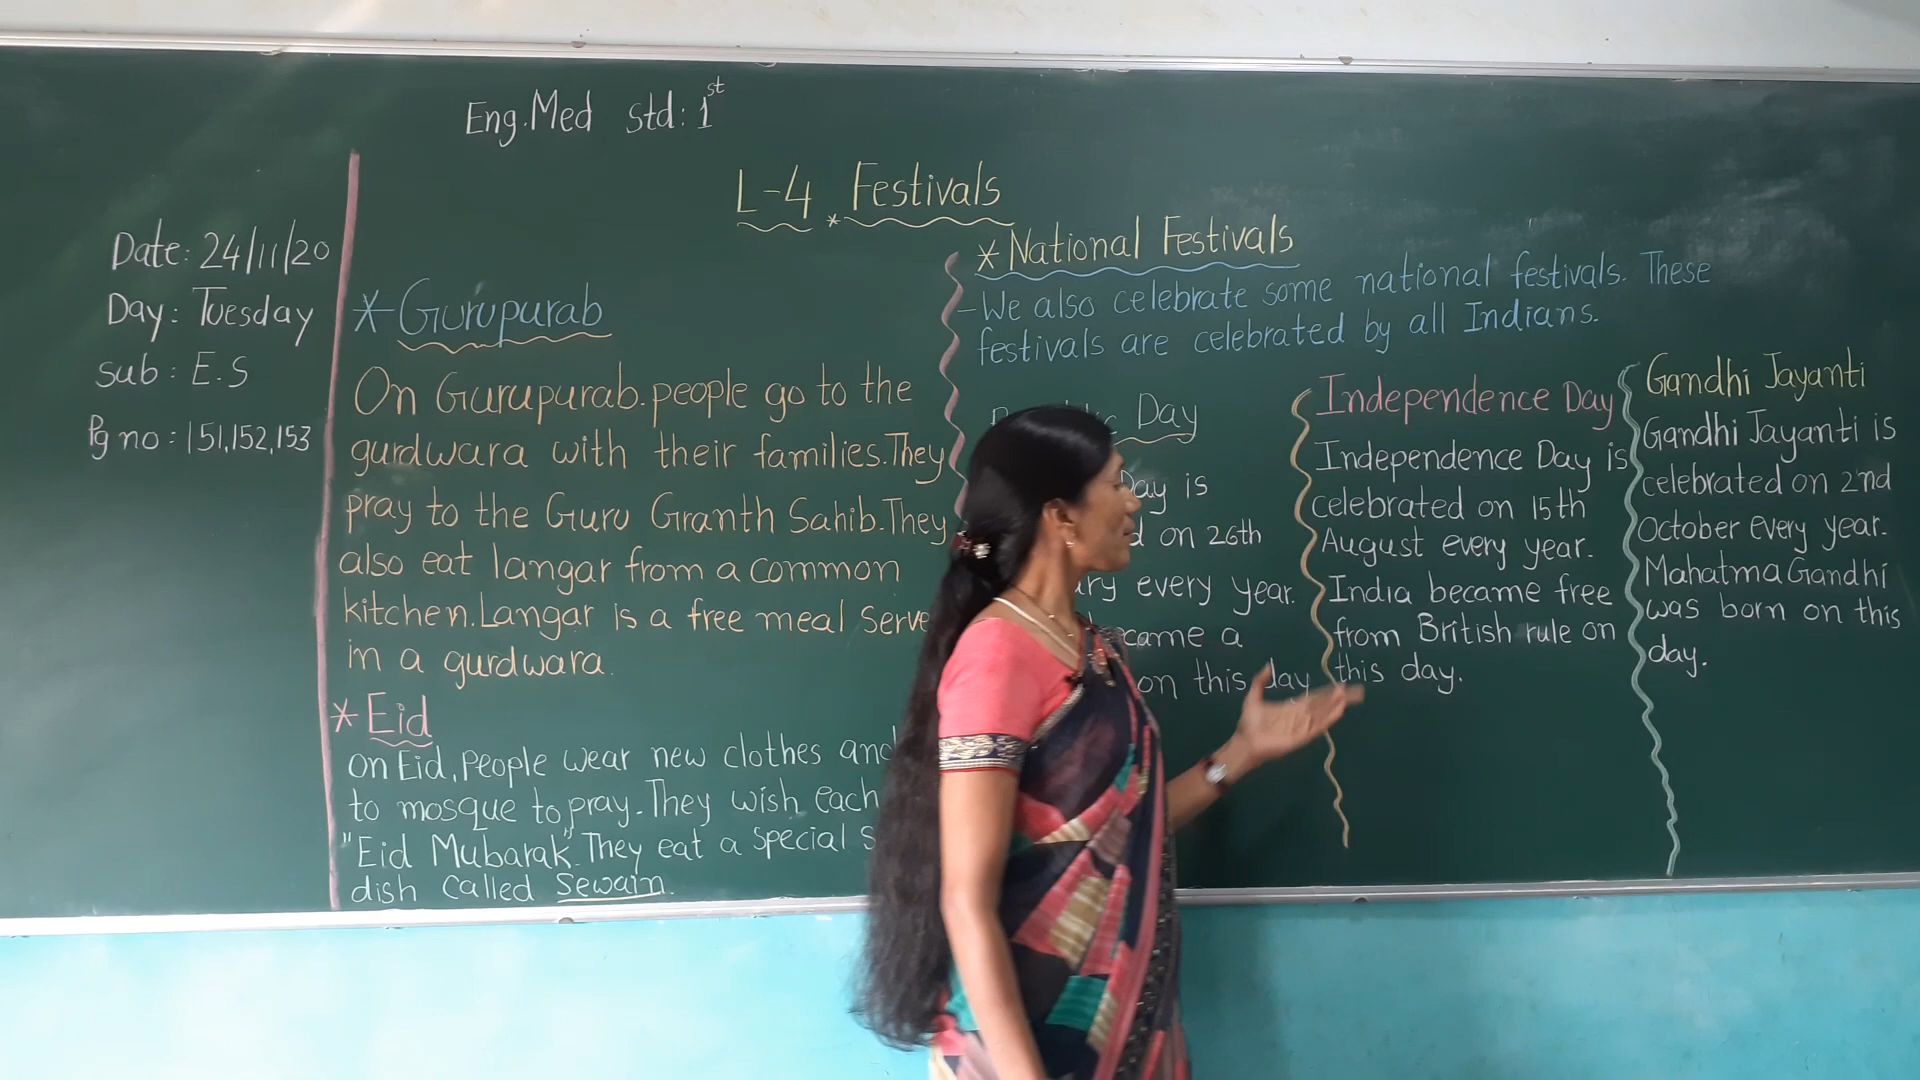 Eng.Med std: 1st
L-4 * Festivals
Date: 24/11/20
Day: Tuesday
Sub: E.S
Pg no: 151,152,153
* Gurupurab
On Gurupurab.people go to the
gurdwara with their families.They
pray to the Guru Granth Sahib.They
also eat langar from a common
kitchen.Langar is a free meal
in a gurdwara.
* Eid
on Eid, People wear new clothes and
to mosque to pray. They wish each
"Eid Mubarak". They eat a special
dish called Sewain.
* National Festivals
- We also celebrate some national festivals. These
festivals are celebrated by all Indians.
Day
Day is
on 26th
every year.
a
on this day
Independence Day
Independence Day is
celebrated on 15th
August every year.
India became free
from British rule on
this day.
Gandhi Jayanti
Gandhi Jayanti is
celebrated on 2nd
October every year.
Mahatma Gandhi
was born on this
day.